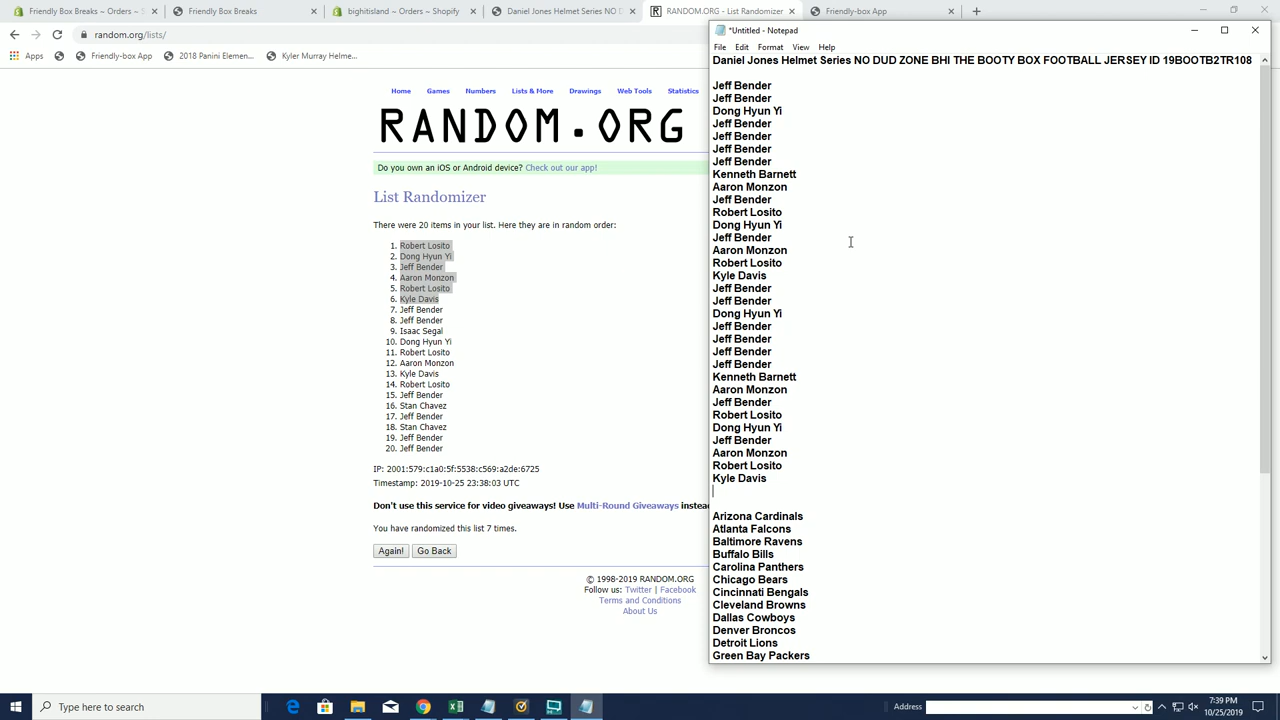 Friendly Box Breaks ~ Orders ~ S
Friendly Box Breaks
bighitisland ~ Orders ~ Shopify
Daniel Jones Helmet Series NO D
RANDOM.ORG - List Randomizer
Friendly-box App
random.org/lists/
Apps
Friendly-box App
2018 Panini Elemen...
Kyler Murray Helme...
Home Games Numbers Lists & More Drawings Web Tools Statistics
RANDOM.ORG
Do you own an iOS or Android device? Check out our app!
List Randomizer
There were 20 items in your list. Here they are in random order:
1. Robert Losito
2. Dong Hyun Yi
3. Jeff Bender
4. Aaron Monzon
5. Robert Losito
6. Kyle Davis
7. Jeff Bender
8. Jeff Bender
9. Isaac Segal
10. Dong Hyun Yi
11. Robert Losito
12. Aaron Monzon
13. Kyle Davis
14. Robert Losito
15. Jeff Bender
16. Stan Chavez
17. Jeff Bender
18. Stan Chavez
19. Jeff Bender
20. Jeff Bender
IP: 2001:579:c1a0:5f:5538:c569:a2de:6725
Timestamp: 2019-10-25 23:38:03 UTC
Don't use this service for video giveaways! Use Multi-Round Giveaways instead
You have randomized this list 7 times.
Again! Go Back
© 1998-2019 RANDOM.ORG
Follow us: Twitter | Facebook
Terms and Conditions
About Us
*Untitled - Notepad
File Edit Format View Help
Daniel Jones Helmet Series NO DUD ZONE BHI THE BOOTY BOX FOOTBALL JERSEY ID 19BOOTB2TR108
Jeff Bender
Jeff Bender
Dong Hyun Yi
Jeff Bender
Jeff Bender
Jeff Bender
Jeff Bender
Kenneth Barnett
Aaron Monzon
Jeff Bender
Robert Losito
Dong Hyun Yi
Jeff Bender
Aaron Monzon
Robert Losito
Kyle Davis
Jeff Bender
Jeff Bender
Dong Hyun Yi
Jeff Bender
Jeff Bender
Jeff Bender
Jeff Bender
Kenneth Barnett
Aaron Monzon
Jeff Bender
Robert Losito
Dong Hyun Yi
Jeff Bender
Aaron Monzon
Robert Losito
Kyle Davis
Arizona Cardinals
Atlanta Falcons
Baltimore Ravens
Buffalo Bills
Carolina Panthers
Chicago Bears
Cincinnati Bengals
Cleveland Browns
Dallas Cowboys
Denver Broncos
Detroit Lions
Green Bay Packers
Type here to search
Address
7:39 PM
10/25/2019